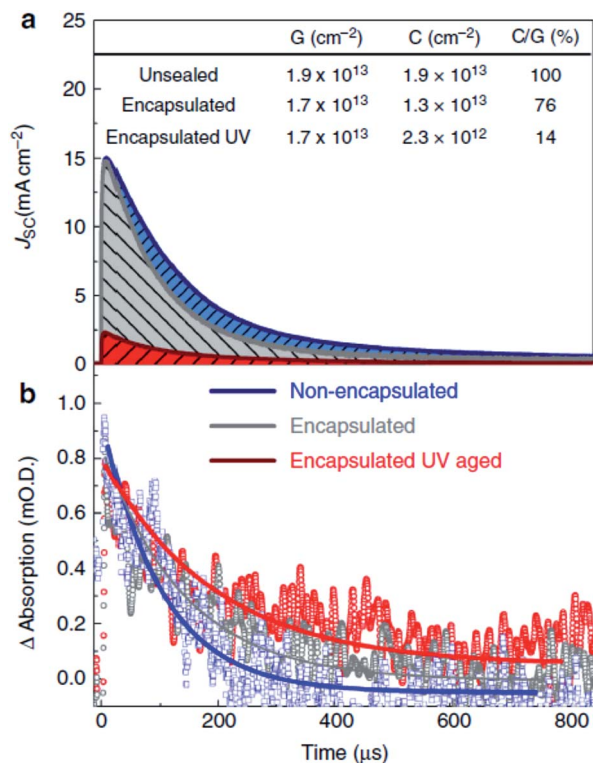 a
G (cm⁻²) C (cm⁻²) C/G (%)
Unsealed 1.9 x 10¹³ 1.9 × 10¹³ 100
Encapsulated 1.7 x 10¹³ 1.3 × 10¹³ 76
Encapsulated UV 1.7 x 10¹³ 2.3 × 10¹² 14
25
20
15
10
5
0
J_SC(mA cm⁻²)
b
Non-encapsulated
Encapsulated
Encapsulated UV aged
1.0
0.8
0.6
0.4
0.2
0.0
Δ Absorption (mO.D.)
0 200 400 600 800
Time (μs)